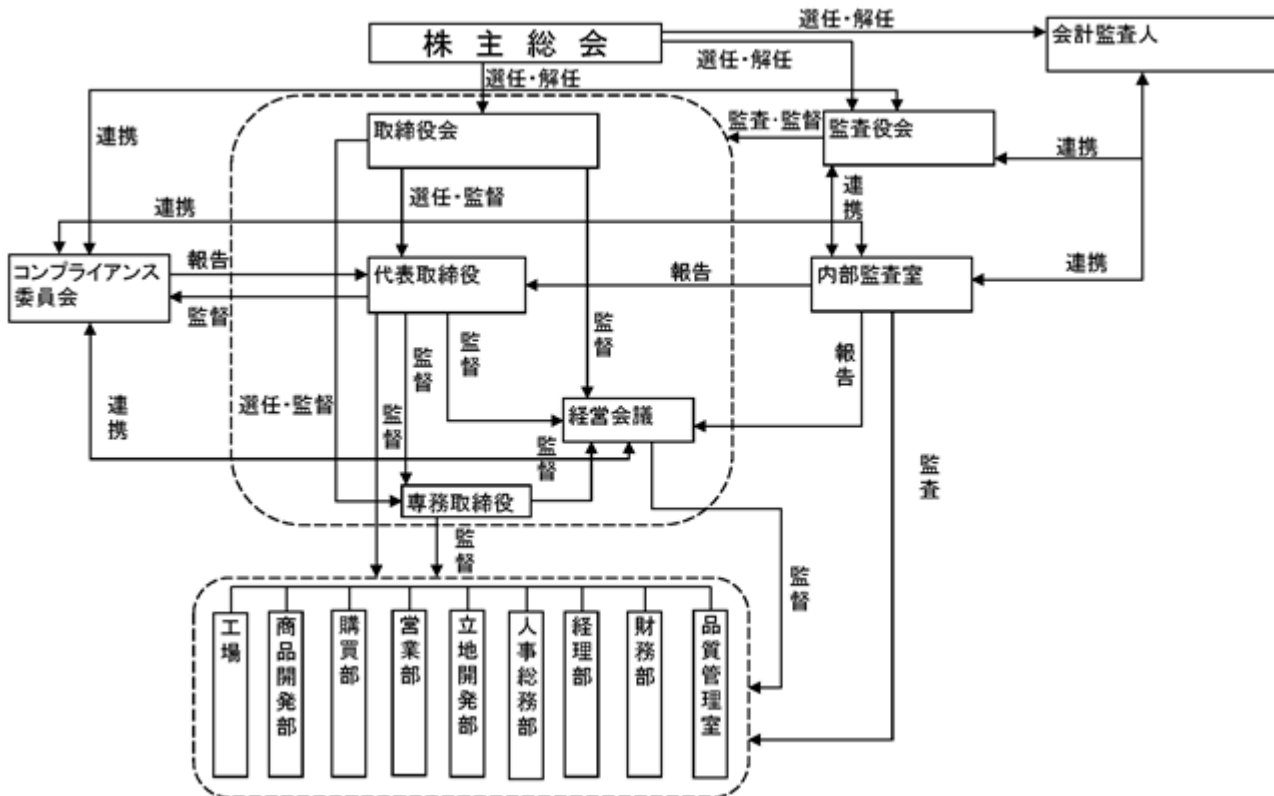 株主総会
選任・解任
会計監査人
選任・解任
選任・解任
取締役会
監査・監督
監査役会
連携
連携
選任・監督
連携
連携
コンプライアンス
委員会
報告
代表取締役
報告
内部監査室
連携
監督
監督
監督
監督
報告
連携
選任・監督
監督
経営会議
監督
監査
専務取締役
監督
監督
工場
商品開発部
購買部
営業部
立地開発部
人事総務部
経理部
財務部
品質管理室